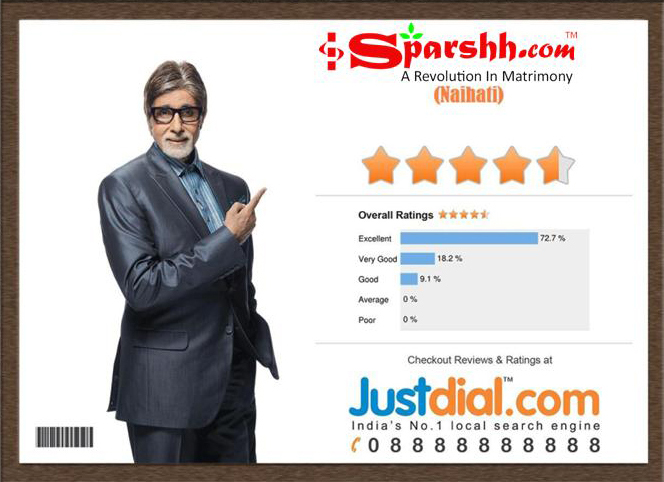 Sparshh.com™
A Revolution In Matrimony
(Naihati)
Overall Ratings
Excellent 72.7 %
Very Good 18.2 %
Good 9.1 %
Average 0 %
Poor 0 %
Checkout Reviews & Ratings at
Justdial.com™
India's No.1 local search engine
08888888888